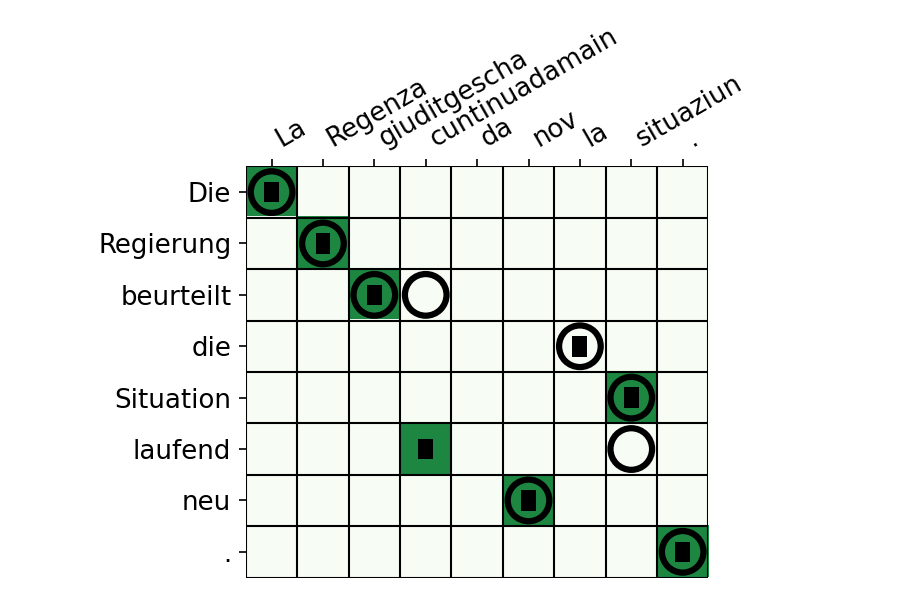 La Regenza giuditgescha cuntinuadamain da nov la situaziun .
Die
Regierung
beurteilt
die
Situation
laufend
neu
.